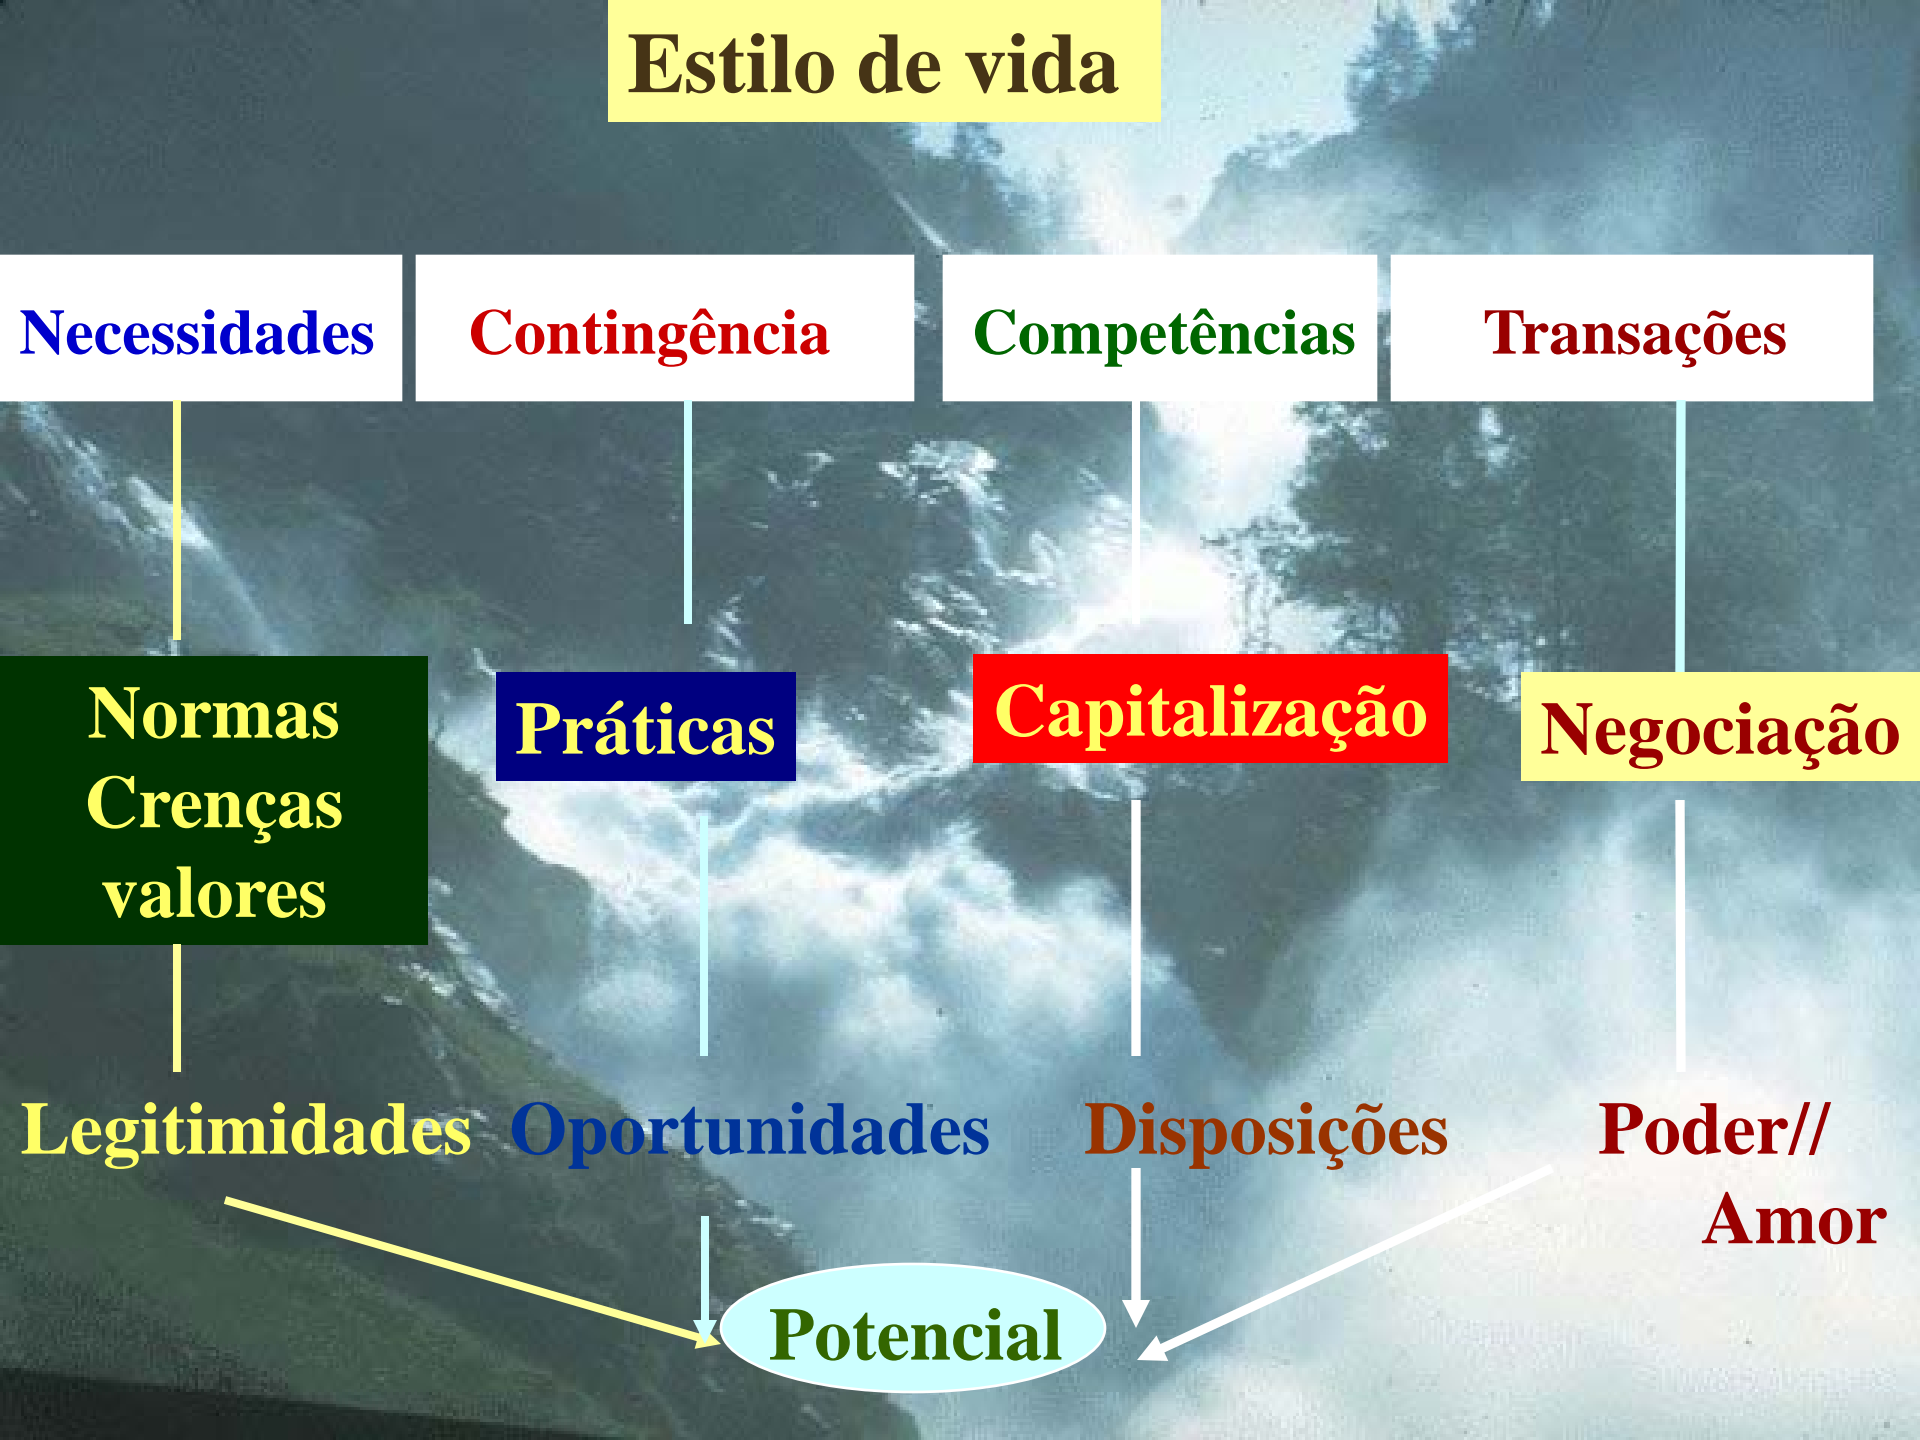 Estilo de vida
Necessidades
Contingência
Competências
Transações
Normas
Crenças
valores
Práticas
Capitalização
Negociação
Legitimidades
Oportunidades
Disposições
Poder//
Amor
Potencial